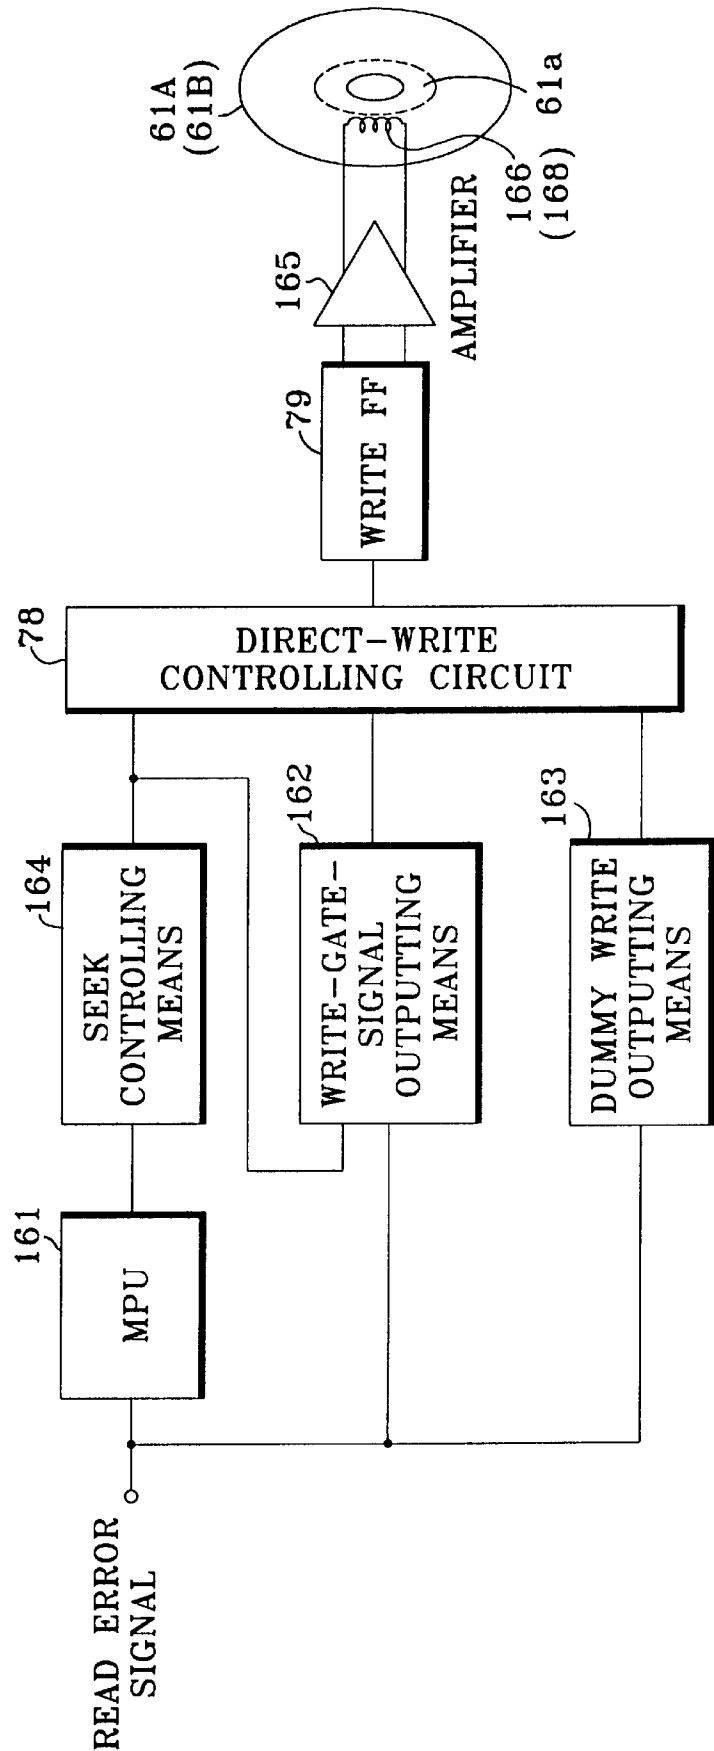 READ ERROR
SIGNAL
161
MPU
164
SEEK
CONTROLLING
MEANS
162
WRITE-GATE-
SIGNAL
OUTPUTTING
MEANS
163
DUMMY WRITE
OUTPUTTING
MEANS
78
DIRECT-WRITE
CONTROLLING CIRCUIT
79
WRITE FF
165
AMPLIFIER
61A
(61B)
166
(168)
61a